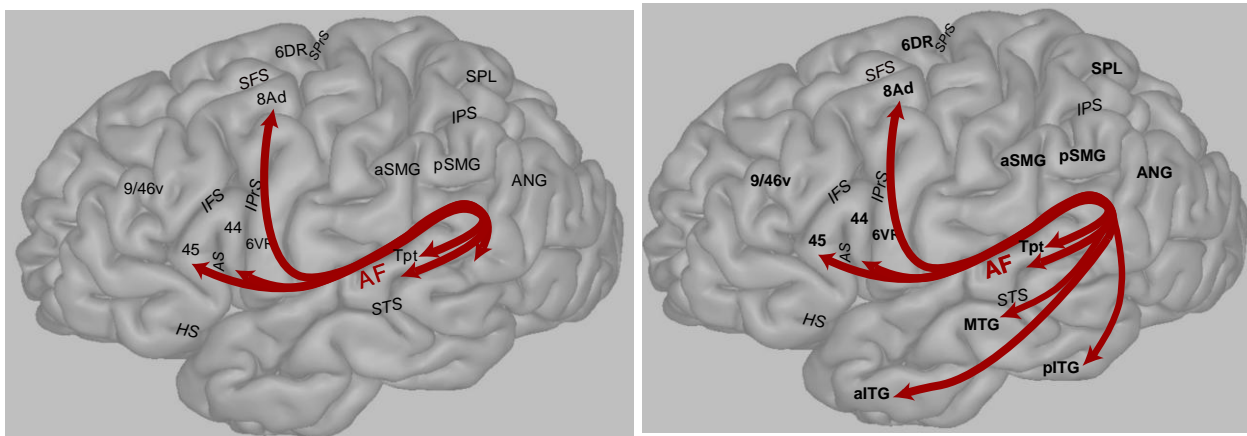 6DR
SPrS
SFS
8Ad
SPL
IPS
aSMG
pSMG
ANG
9/46v
IFS
IPrS
44
45
AS
6VR
Tpt
AF
STS
HS
6DR
SPrS
SFS
8Ad
SPL
IPS
aSMG
pSMG
ANG
9/46v
IFS
IPrS
44
45
AS
6VR
Tpt
AF
STS
MTG
HS
pITG
aITG